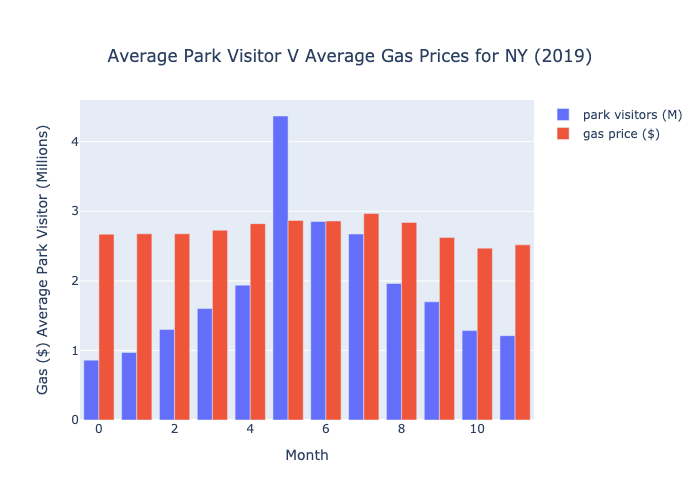 Average Park Visitor V Average Gas Prices for NY (2019)
park visitors (M)
gas price ($)
Gas ($) Average Park Visitor (Millions)
4
3
2
1
0
0 2 4 6 8 10
Month